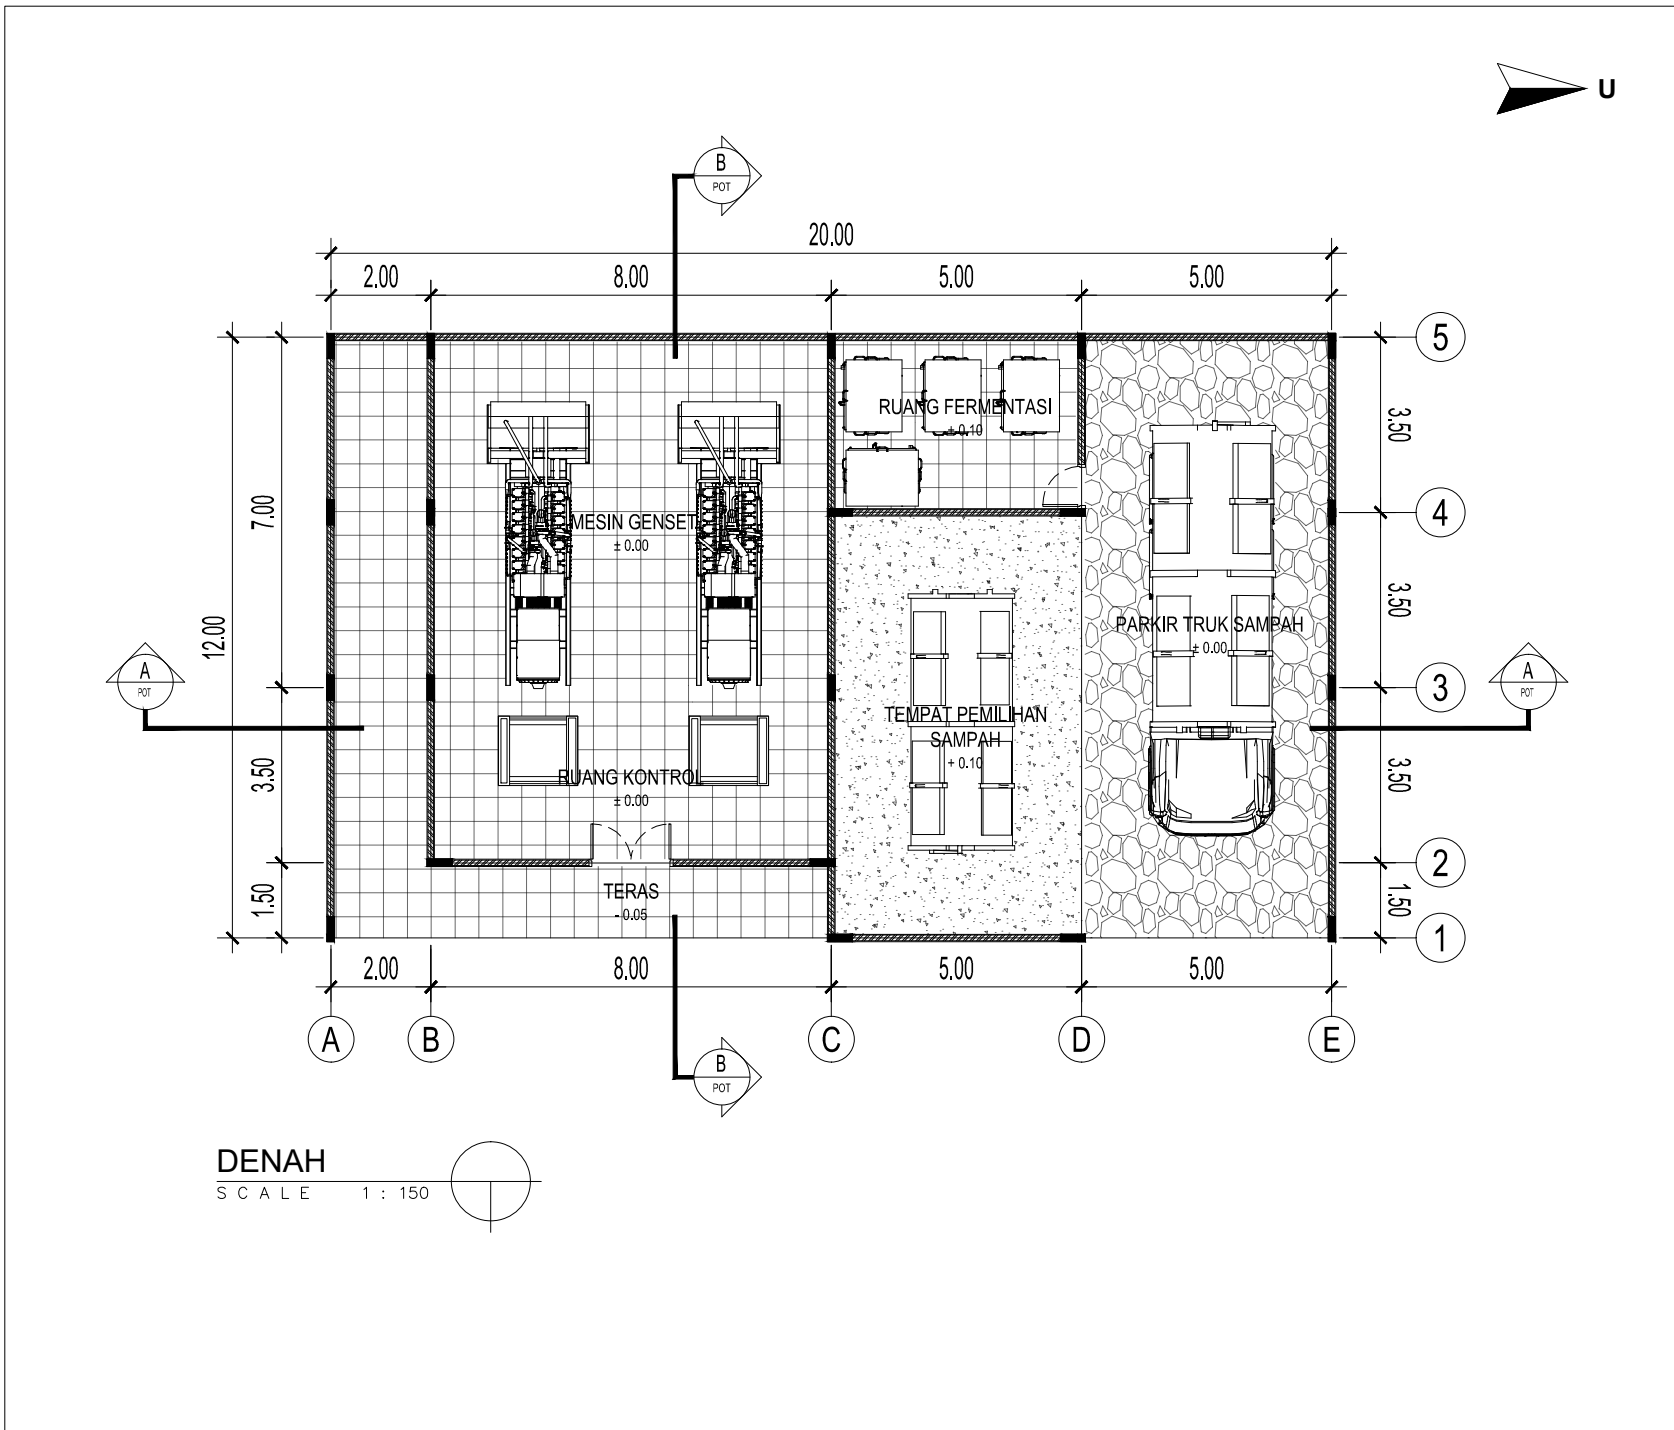 U
B
POT
20.00
2.00 8.00 5.00 5.00
5
RUANG FERMENTASI
± 0.10
3.50
7.00
4
MESIN GENSET
± 0.00
3.50
12.00
PARKIR TRUK SAMPAH
± 0.00
A
POT
A
POT
3
TEMPAT PEMILIHAN
SAMPAH
+ 0.10
3.50
3.50
RUANG KONTROL
± 0.00
2
TERAS
- 0.05
1.50
1.50
1
2.00 8.00 5.00 5.00
A B C D E
B
POT
DENAH
SCALE 1 : 150